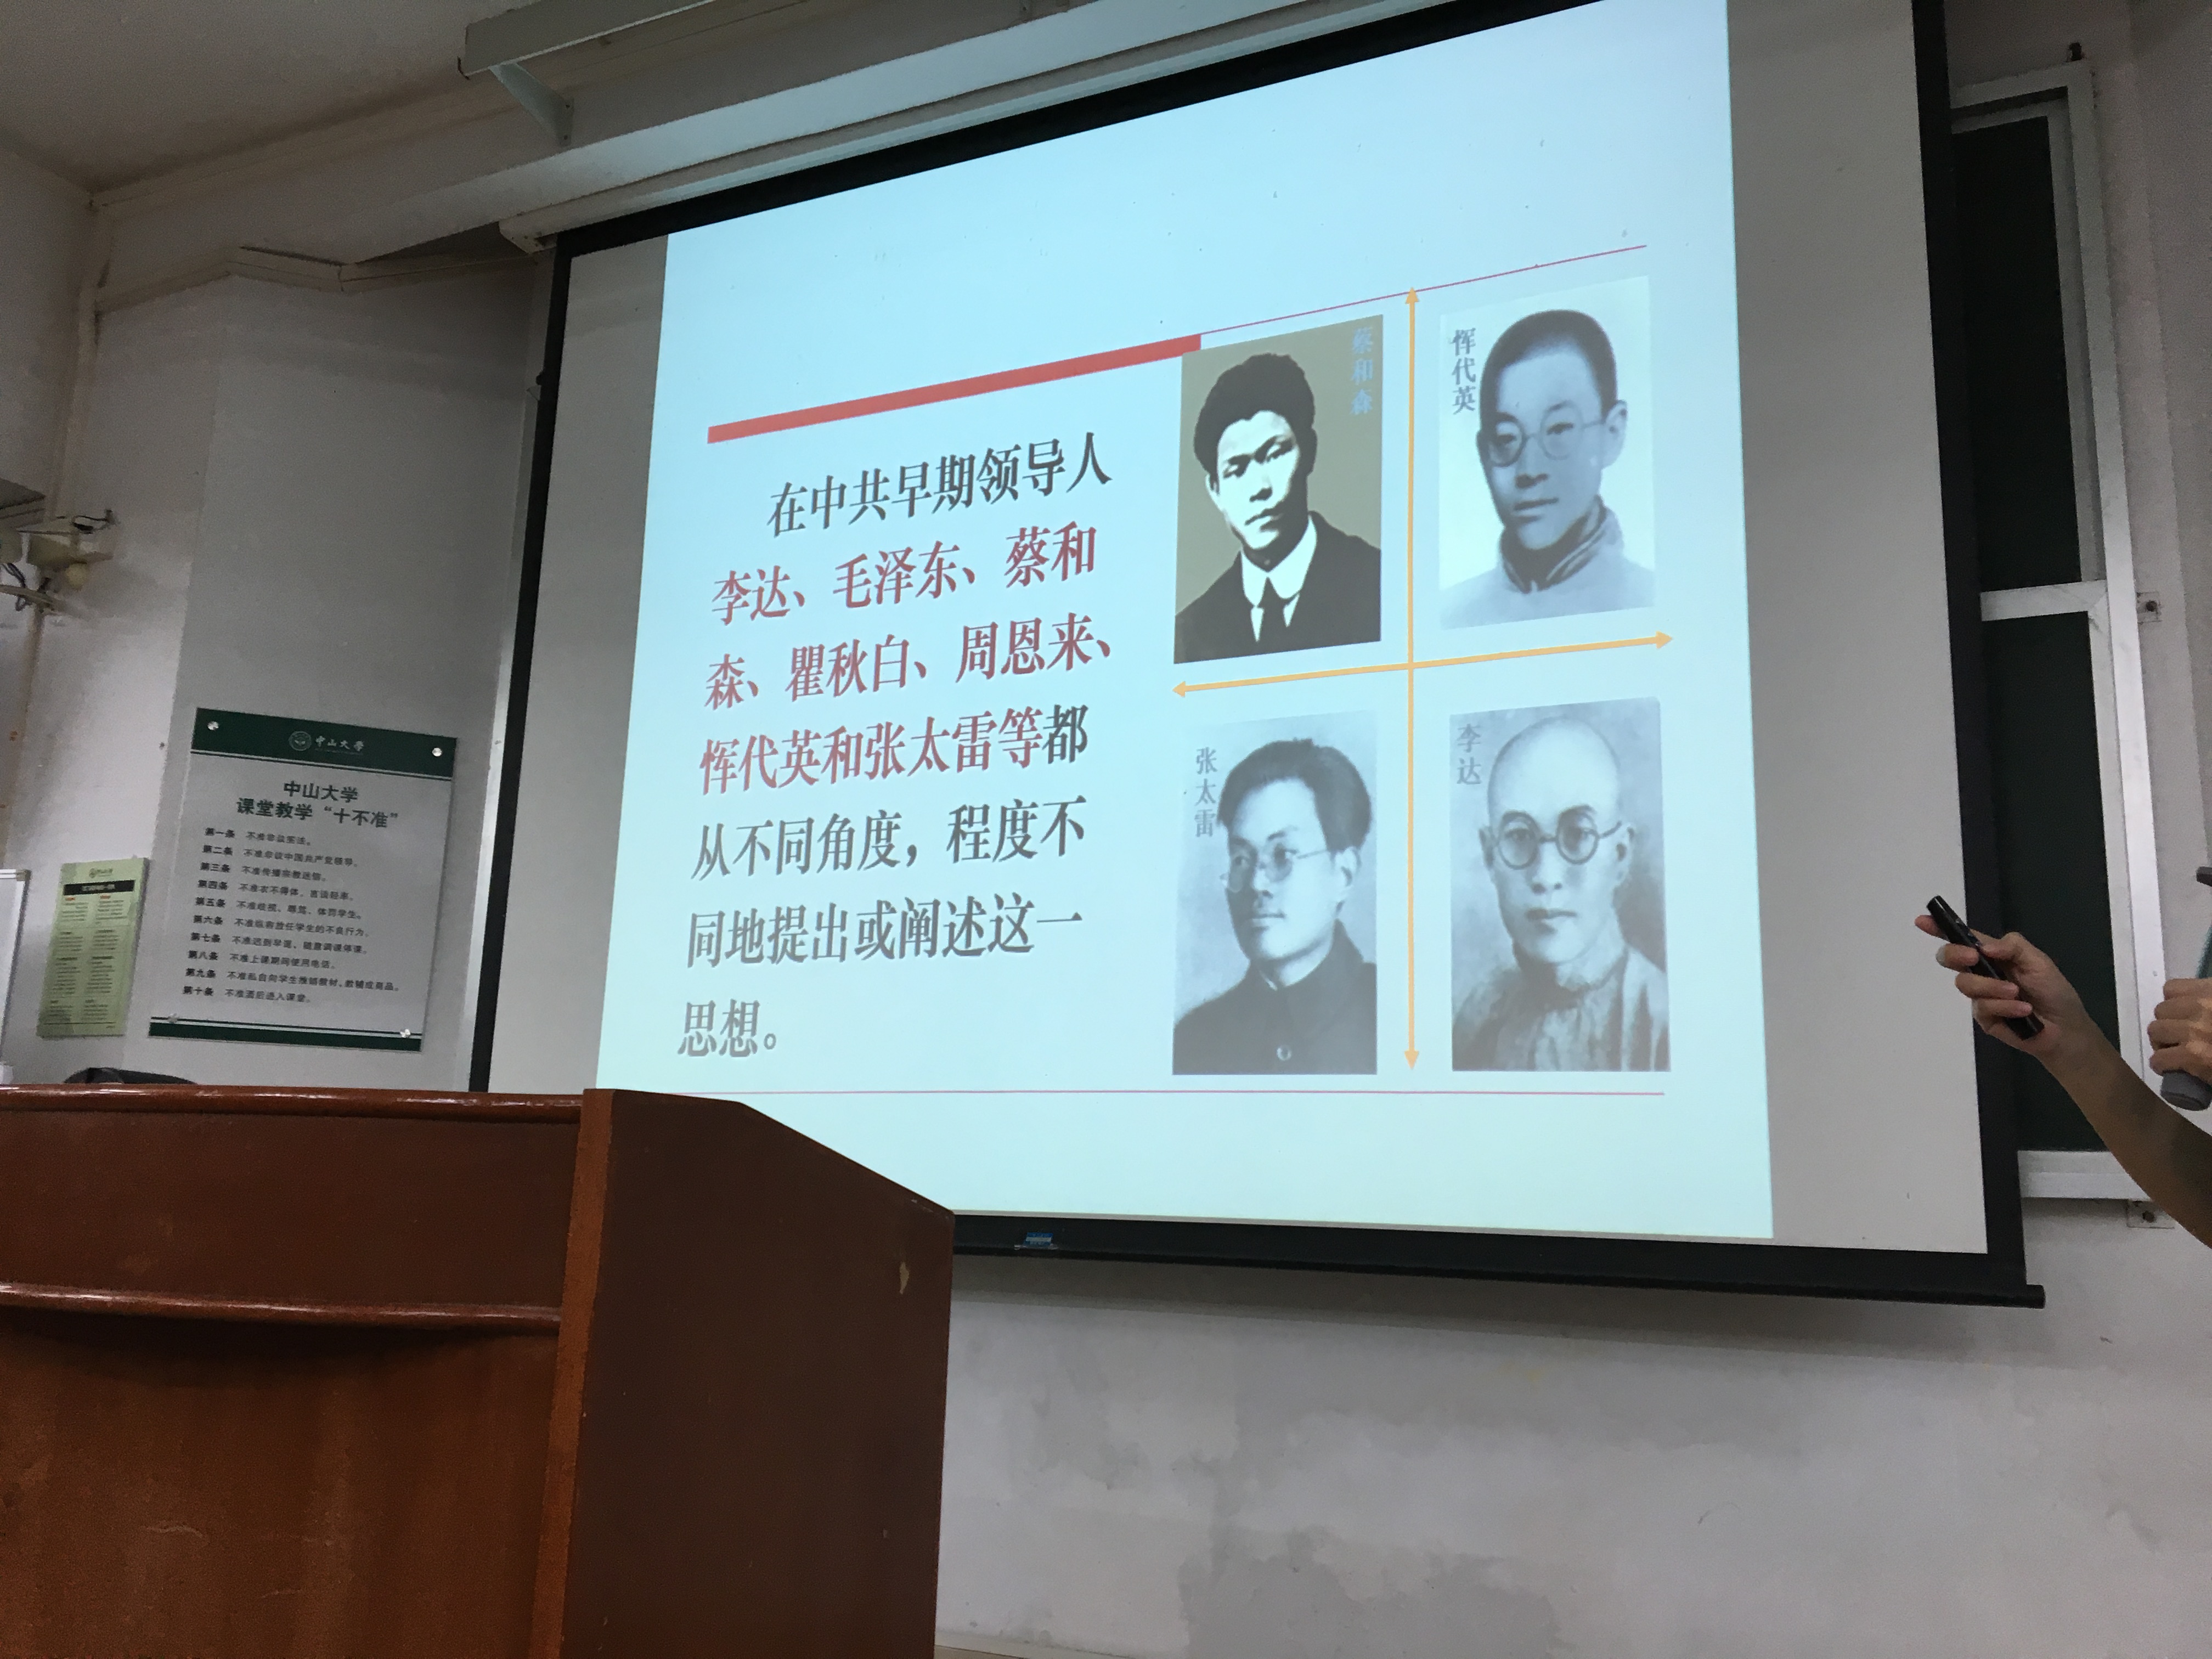 在中共早期领导人
李达、毛泽东、蔡和
森、瞿秋白、周恩来、
恽代英和张太雷等都
从不同角度，程度不
同地提出或阐述这一
思想。
蔡和森
恽代英
张太雷
李达
中山大学
中山大学
课堂教学“十不准”
第一条 不准非议宪法。
第二条 不准非议中国共产党领导。
第三条 不准传播宗教迷信。
第四条 不准衣不得体，言谈轻率。
第五条 不准歧视、辱骂、体罚学生。
第六条 不准纵容放任学生的不良行为。
第七条 不准迟到早退，随意调课停课。
第八条 不准上课期间使用电话。
第九条 不准私自向学生推销教材、教辅或商品。
第十条 不准酒后进入课堂。